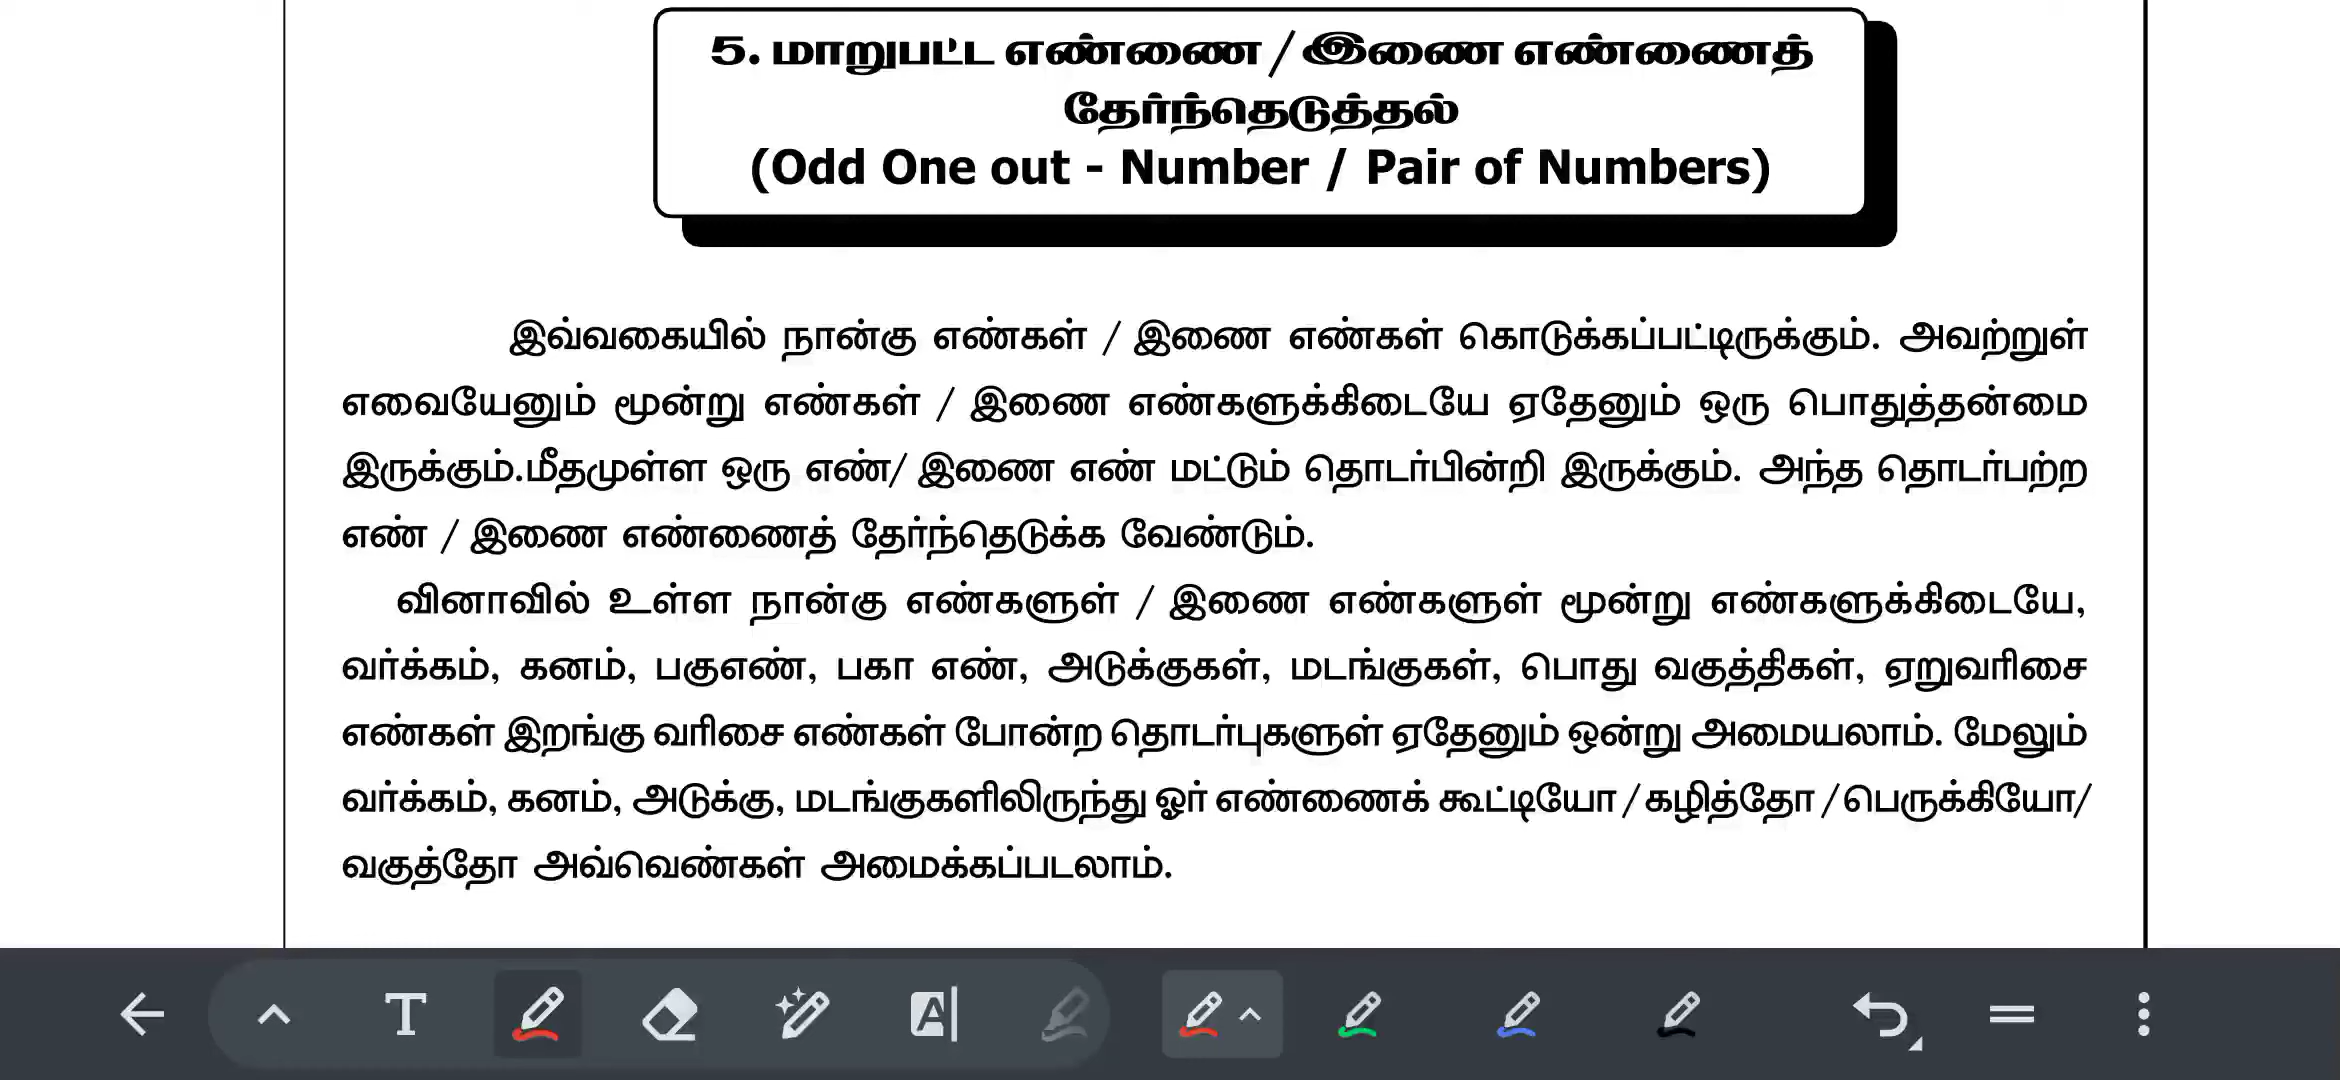 5. மாறுபட்ட எண்ணை / இணை எண்ணைத்
தேர்ந்தெடுத்தல்
(Odd One out - Number / Pair of Numbers)
இவ்வகையில் நான்கு எண்கள் / இணை எண்கள் கொடுக்கப்பட்டிருக்கும். அவற்றுள்
எவையேனும் மூன்று எண்கள் / இணை எண்களுக்கிடையே ஏதேனும் ஒரு பொதுத்தன்மை
இருக்கும்.மீதமுள்ள ஒரு எண்/ இணை எண் மட்டும் தொடர்பின்றி இருக்கும். அந்த தொடர்பற்ற
எண் / இணை எண்ணைத் தேர்ந்தெடுக்க வேண்டும்.
வினாவில் உள்ள நான்கு எண்களுள் / இணை எண்களுள் மூன்று எண்களுக்கிடையே,
வர்க்கம், கனம், பகுஎண், பகா எண், அடுக்குகள், மடங்குகள், பொது வகுத்திகள், ஏறுவரிசை
எண்கள் இறங்கு வரிசை எண்கள் போன்ற தொடர்புகளுள் ஏதேனும் ஒன்று அமையலாம். மேலும்
வர்க்கம், கனம், அடுக்கு, மடங்குகளிலிருந்து ஓர் எண்ணைக் கூட்டியோ / கழித்தோ / பெருக்கியோ/
வகுத்தோ அவ்வெண்கள் அமைக்கப்படலாம்.